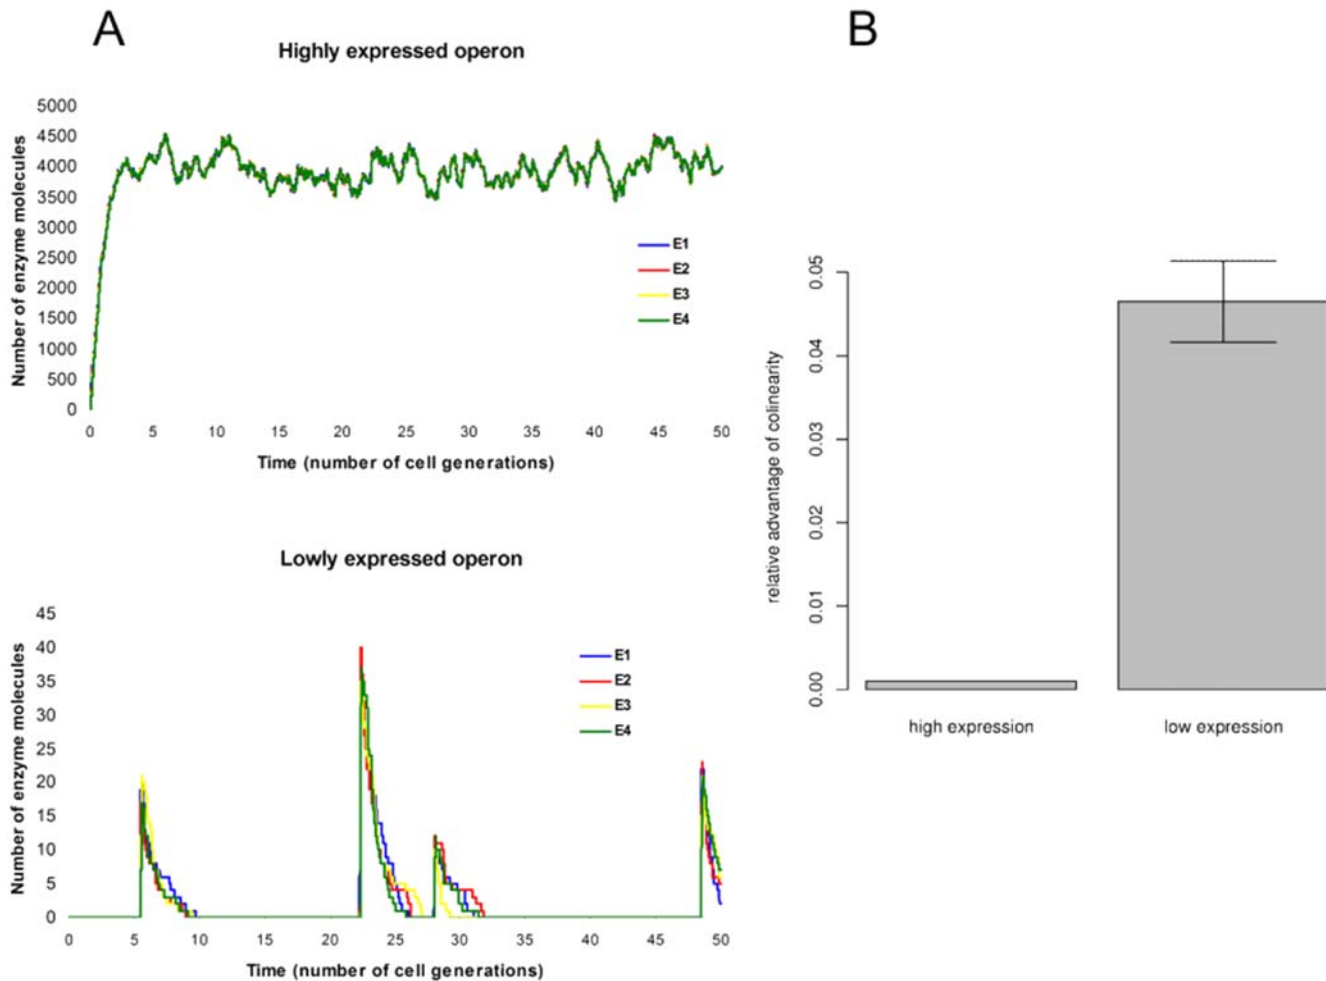 A
Highly expressed operon
Number of enzyme molecules
5000
4500
4000
3500
3000
2500
2000
1500
1000
500
0
E1
E2
E3
E4
0 5 10 15 20 25 30 35 40 45 50
Time (number of cell generations)
Lowly expressed operon
Number of enzyme molecules
45
40
35
30
25
20
15
10
5
0
E1
E2
E3
E4
0 5 10 15 20 25 30 35 40 45 50
Time (number of cell generations)
B
relative advantage of colinearity
0.05
0.04
0.03
0.02
0.01
0.00
high expression low expression